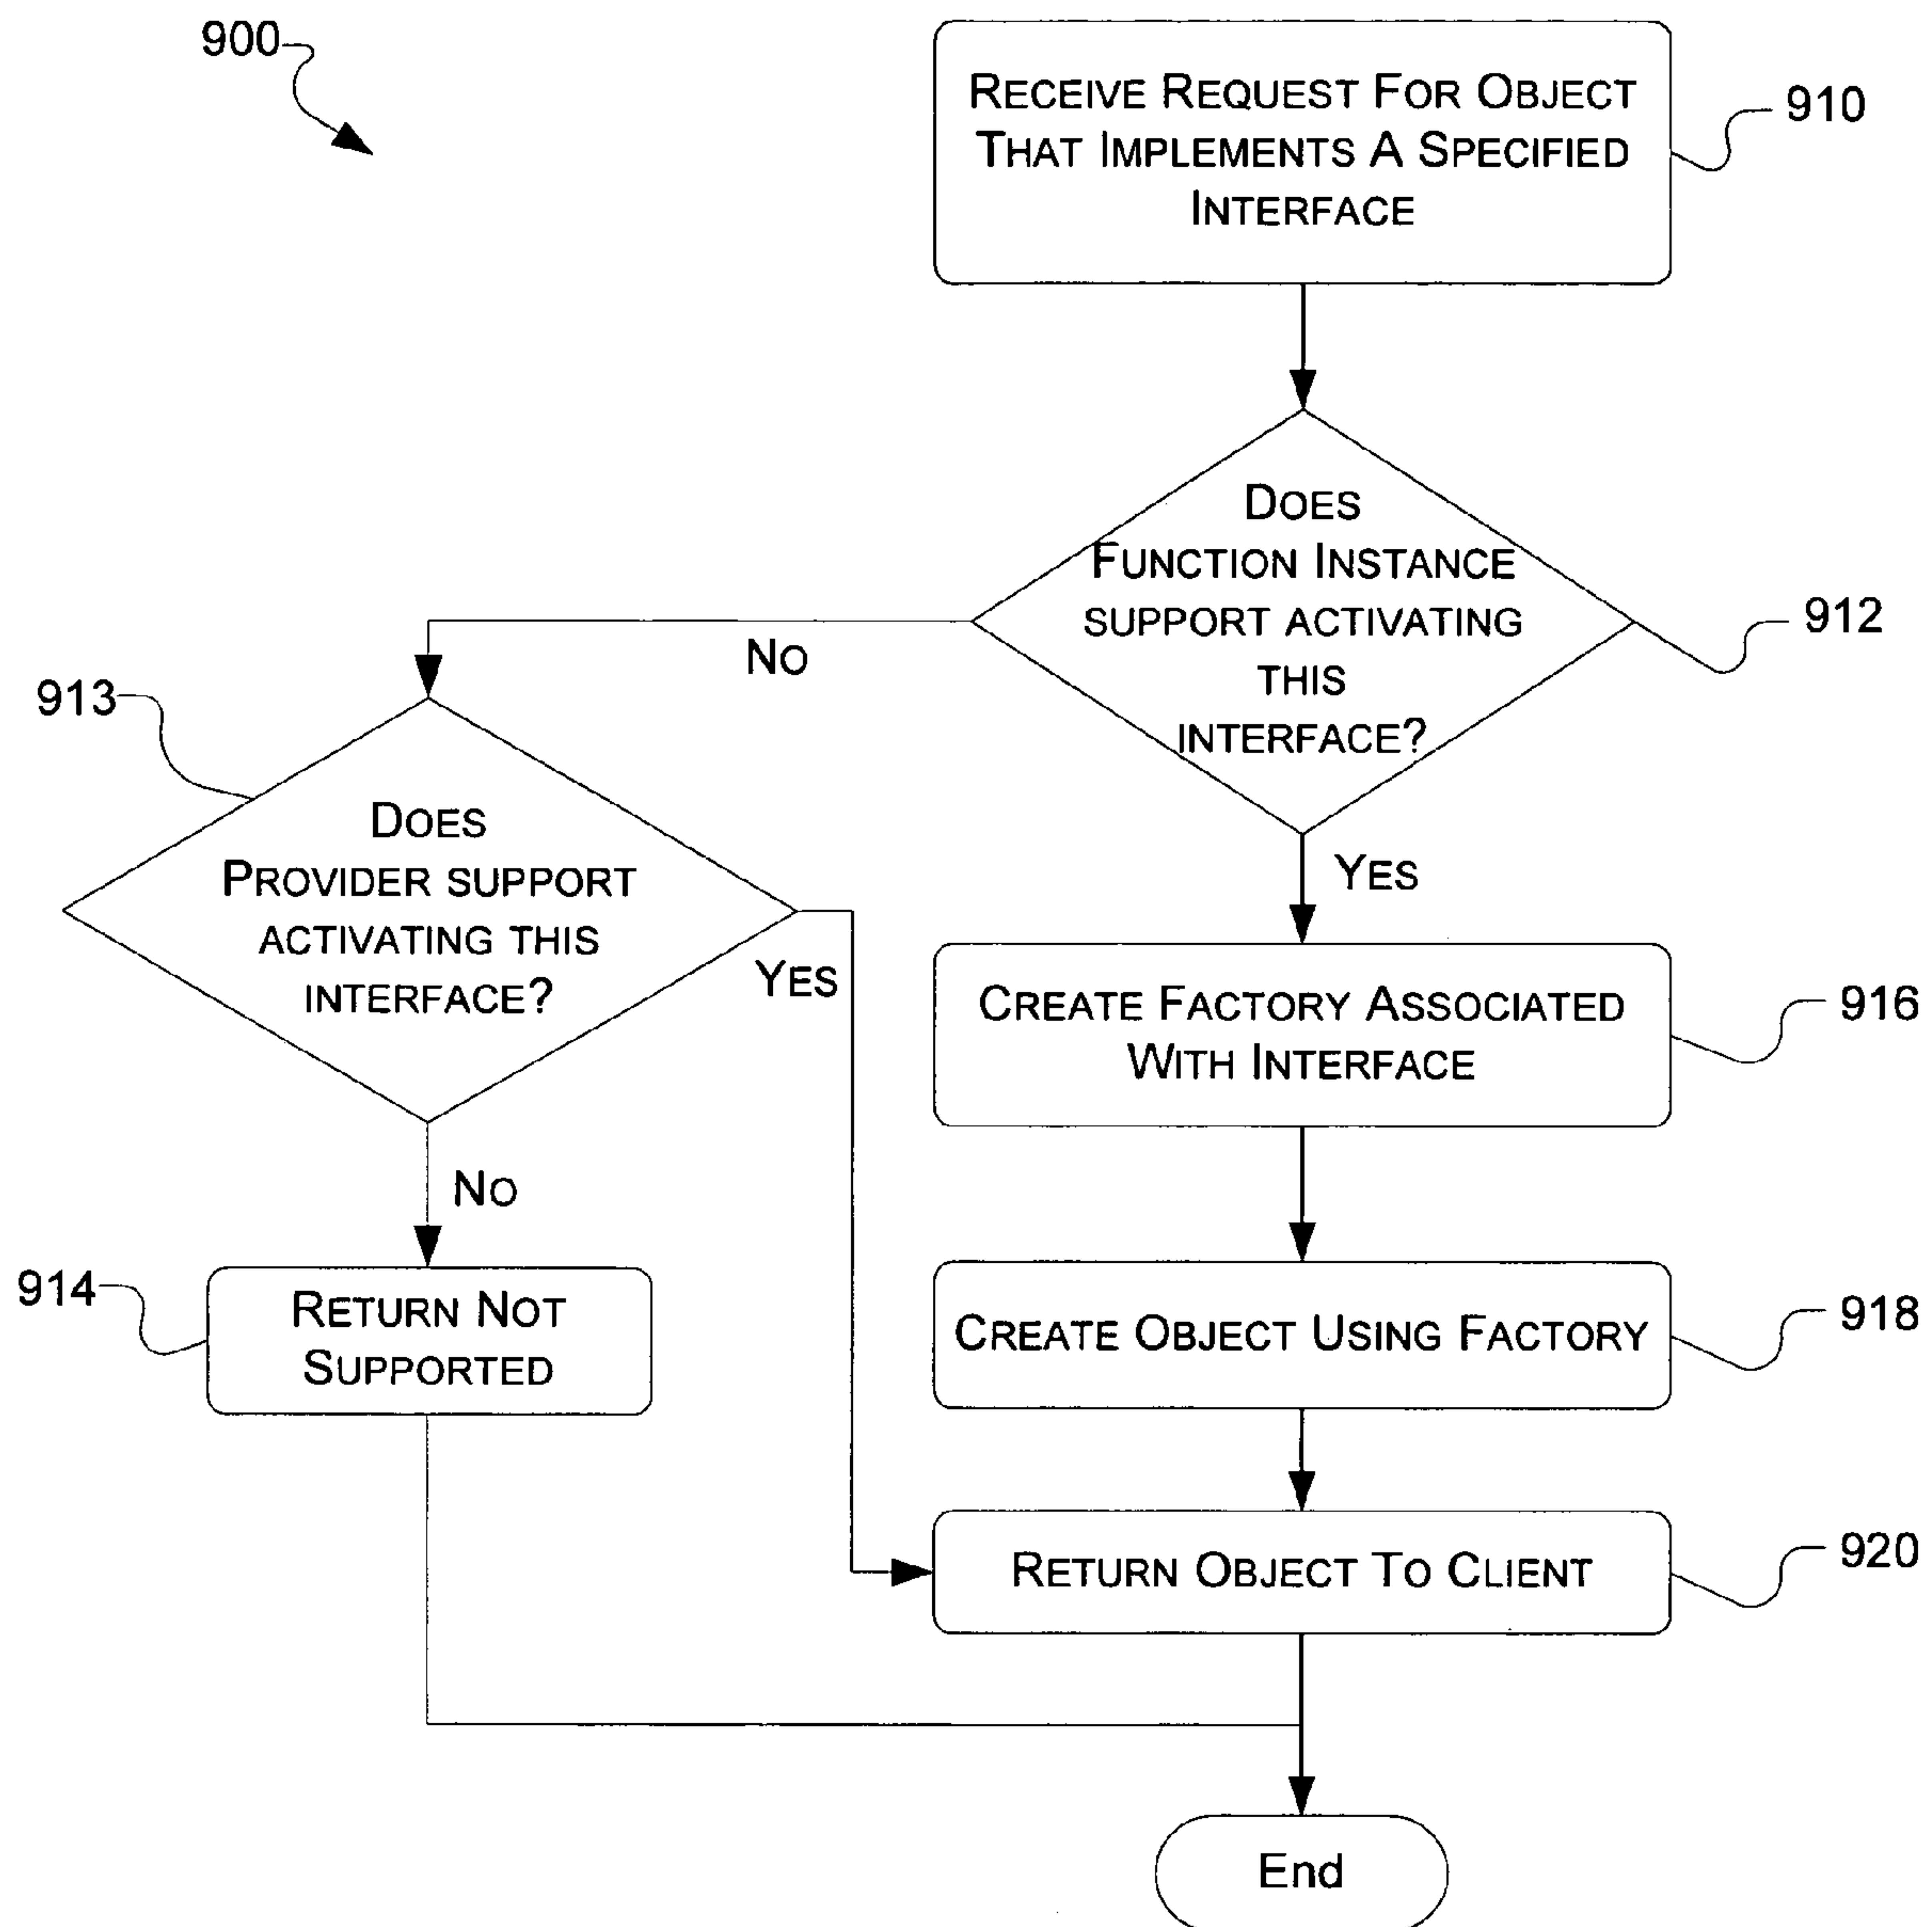 900
RECEIVE REQUEST FOR OBJECT
THAT IMPLEMENTS A SPECIFIED
INTERFACE
910
DOES
FUNCTION INSTANCE
SUPPORT ACTIVATING
THIS
INTERFACE?
912
NO
913
DOES
PROVIDER SUPPORT
ACTIVATING THIS
INTERFACE?
YES
YES
CREATE FACTORY ASSOCIATED
WITH INTERFACE
916
NO
914
RETURN NOT
SUPPORTED
CREATE OBJECT USING FACTORY
918
RETURN OBJECT TO CLIENT
920
End